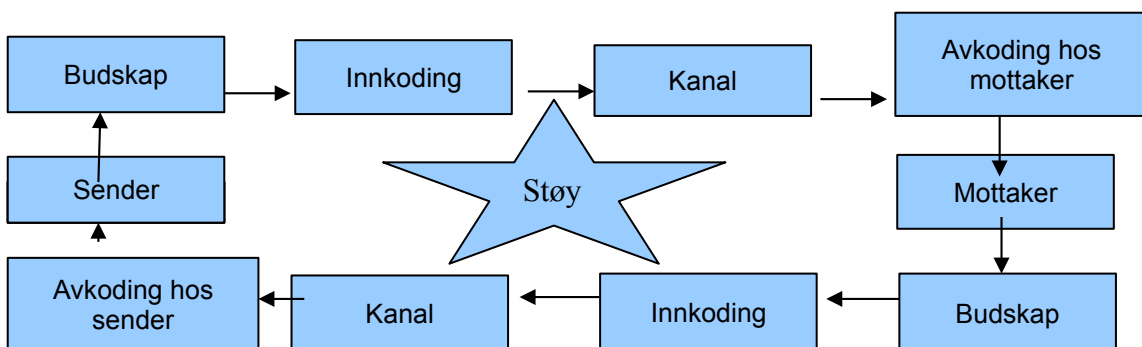 Budskap
Innkoding
Kanal
Avkoding hos
mottaker
Sender
Støy
Mottaker
Avkoding hos
sender
Kanal
Innkoding
Budskap